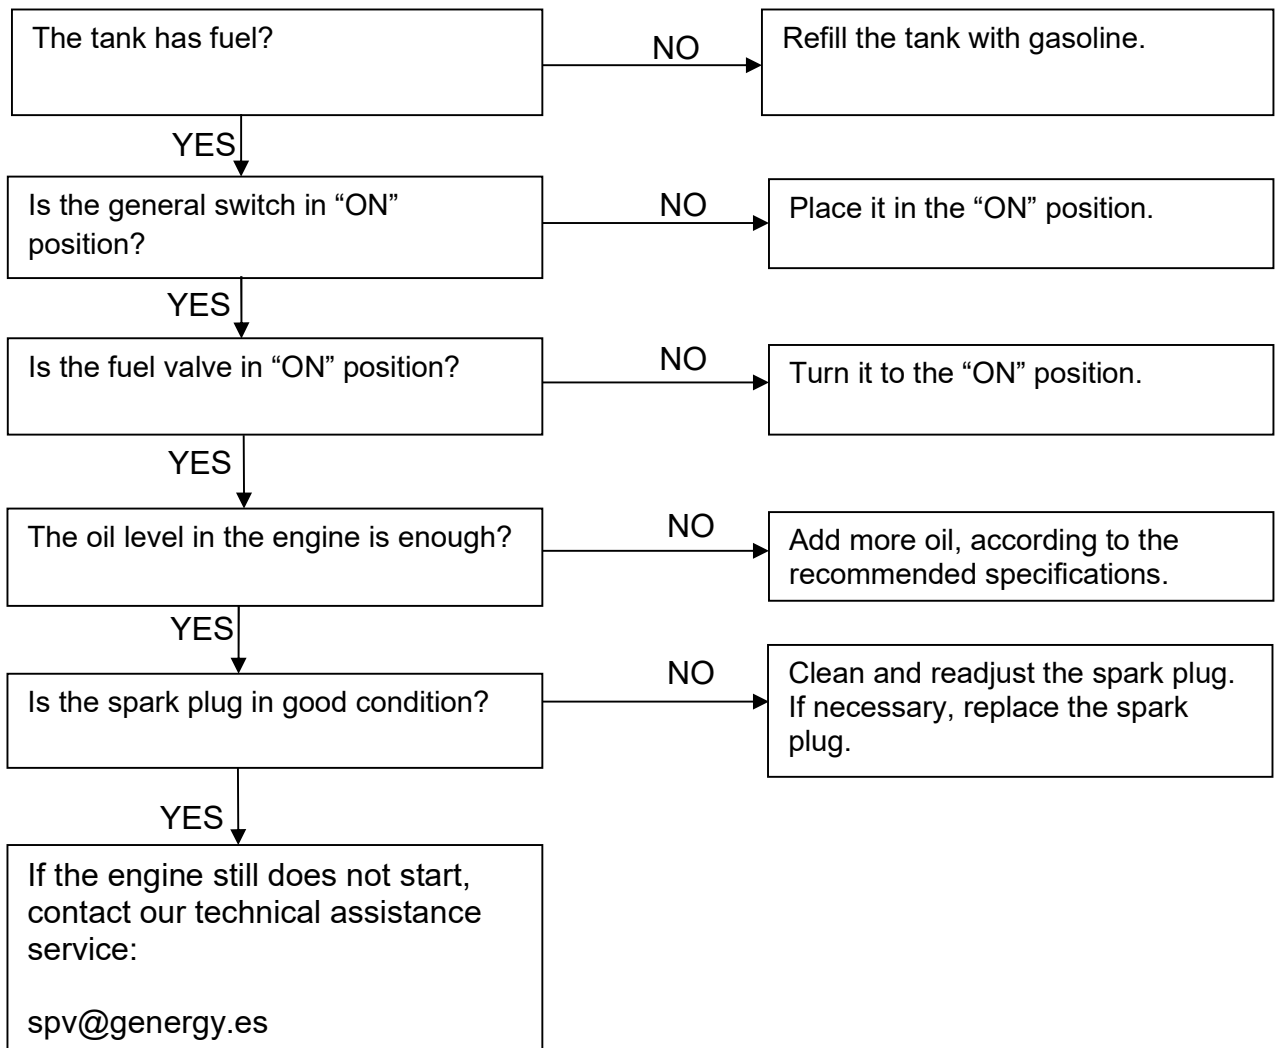 The tank has fuel?
NO
Refill the tank with gasoline.
YES
Is the general switch in “ON”
position?
NO
Place it in the “ON” position.
YES
Is the fuel valve in “ON” position?
NO
Turn it to the “ON” position.
YES
The oil level in the engine is enough?
NO
Add more oil, according to the
recommended specifications.
YES
Is the spark plug in good condition?
NO
Clean and readjust the spark plug.
If necessary, replace the spark
plug.
YES
If the engine still does not start,
contact our technical assistance
service:
spv@genergy.es